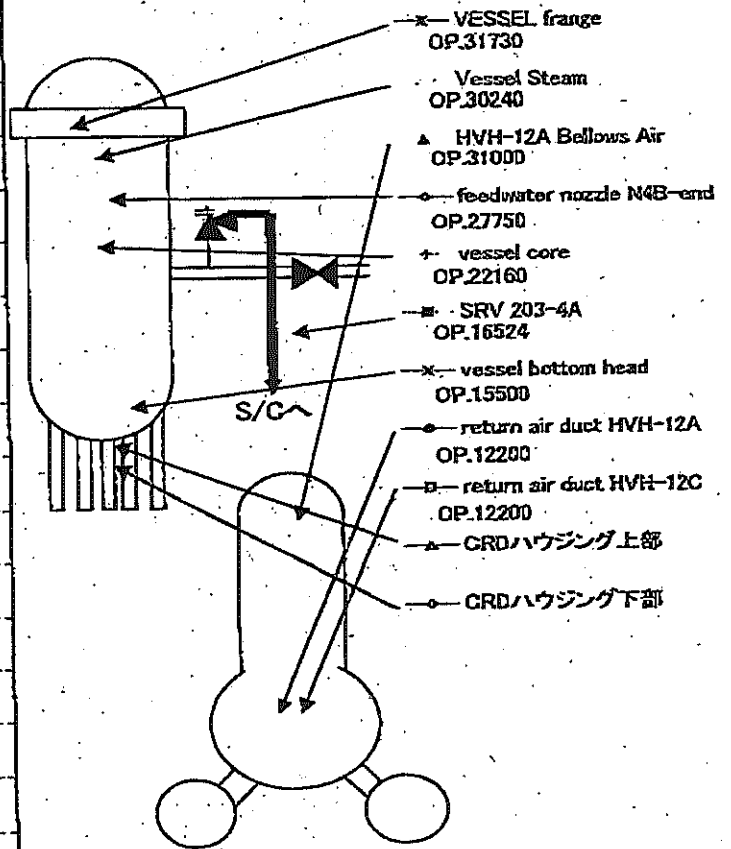 VESSEL frange
OP.31730
Vessel Steam
OP.30240
HVH-12A Bellows Air
OP.31000
feedwater nozzle N4B-end
OP.27750
vessel core
OP.22160
SRV 203-4A
OP.16524
vessel bottom head
OP.15500
S/Cへ
return air duct HVH-12A
OP.12200
return air duct HVH-12C
OP.12200
CRDハウジング上部
CRDハウジング下部